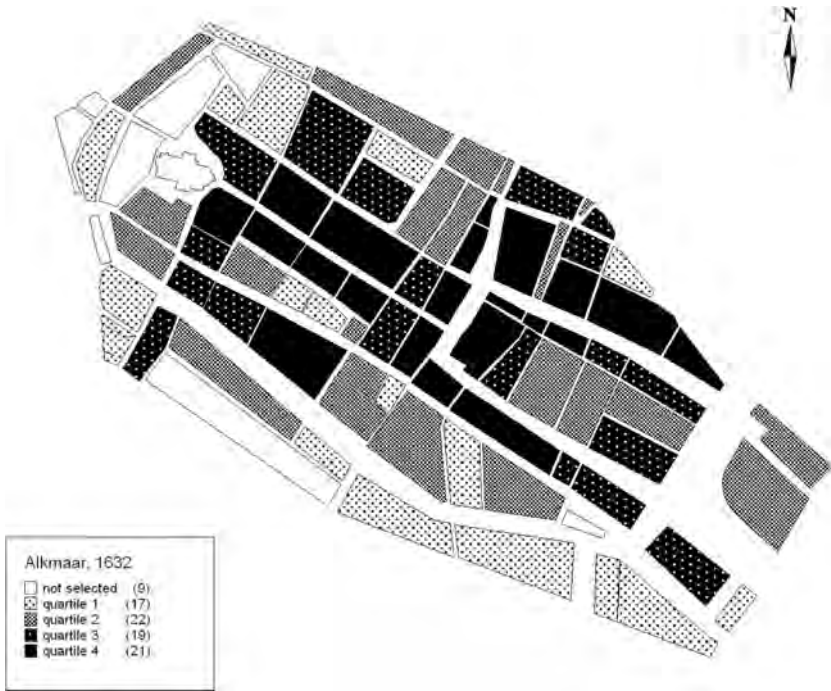 N
Alkmaar, 1632
not selected (9)
quartile 1 (17)
quartile 2 (22)
quartile 3 (19)
quartile 4 (21)